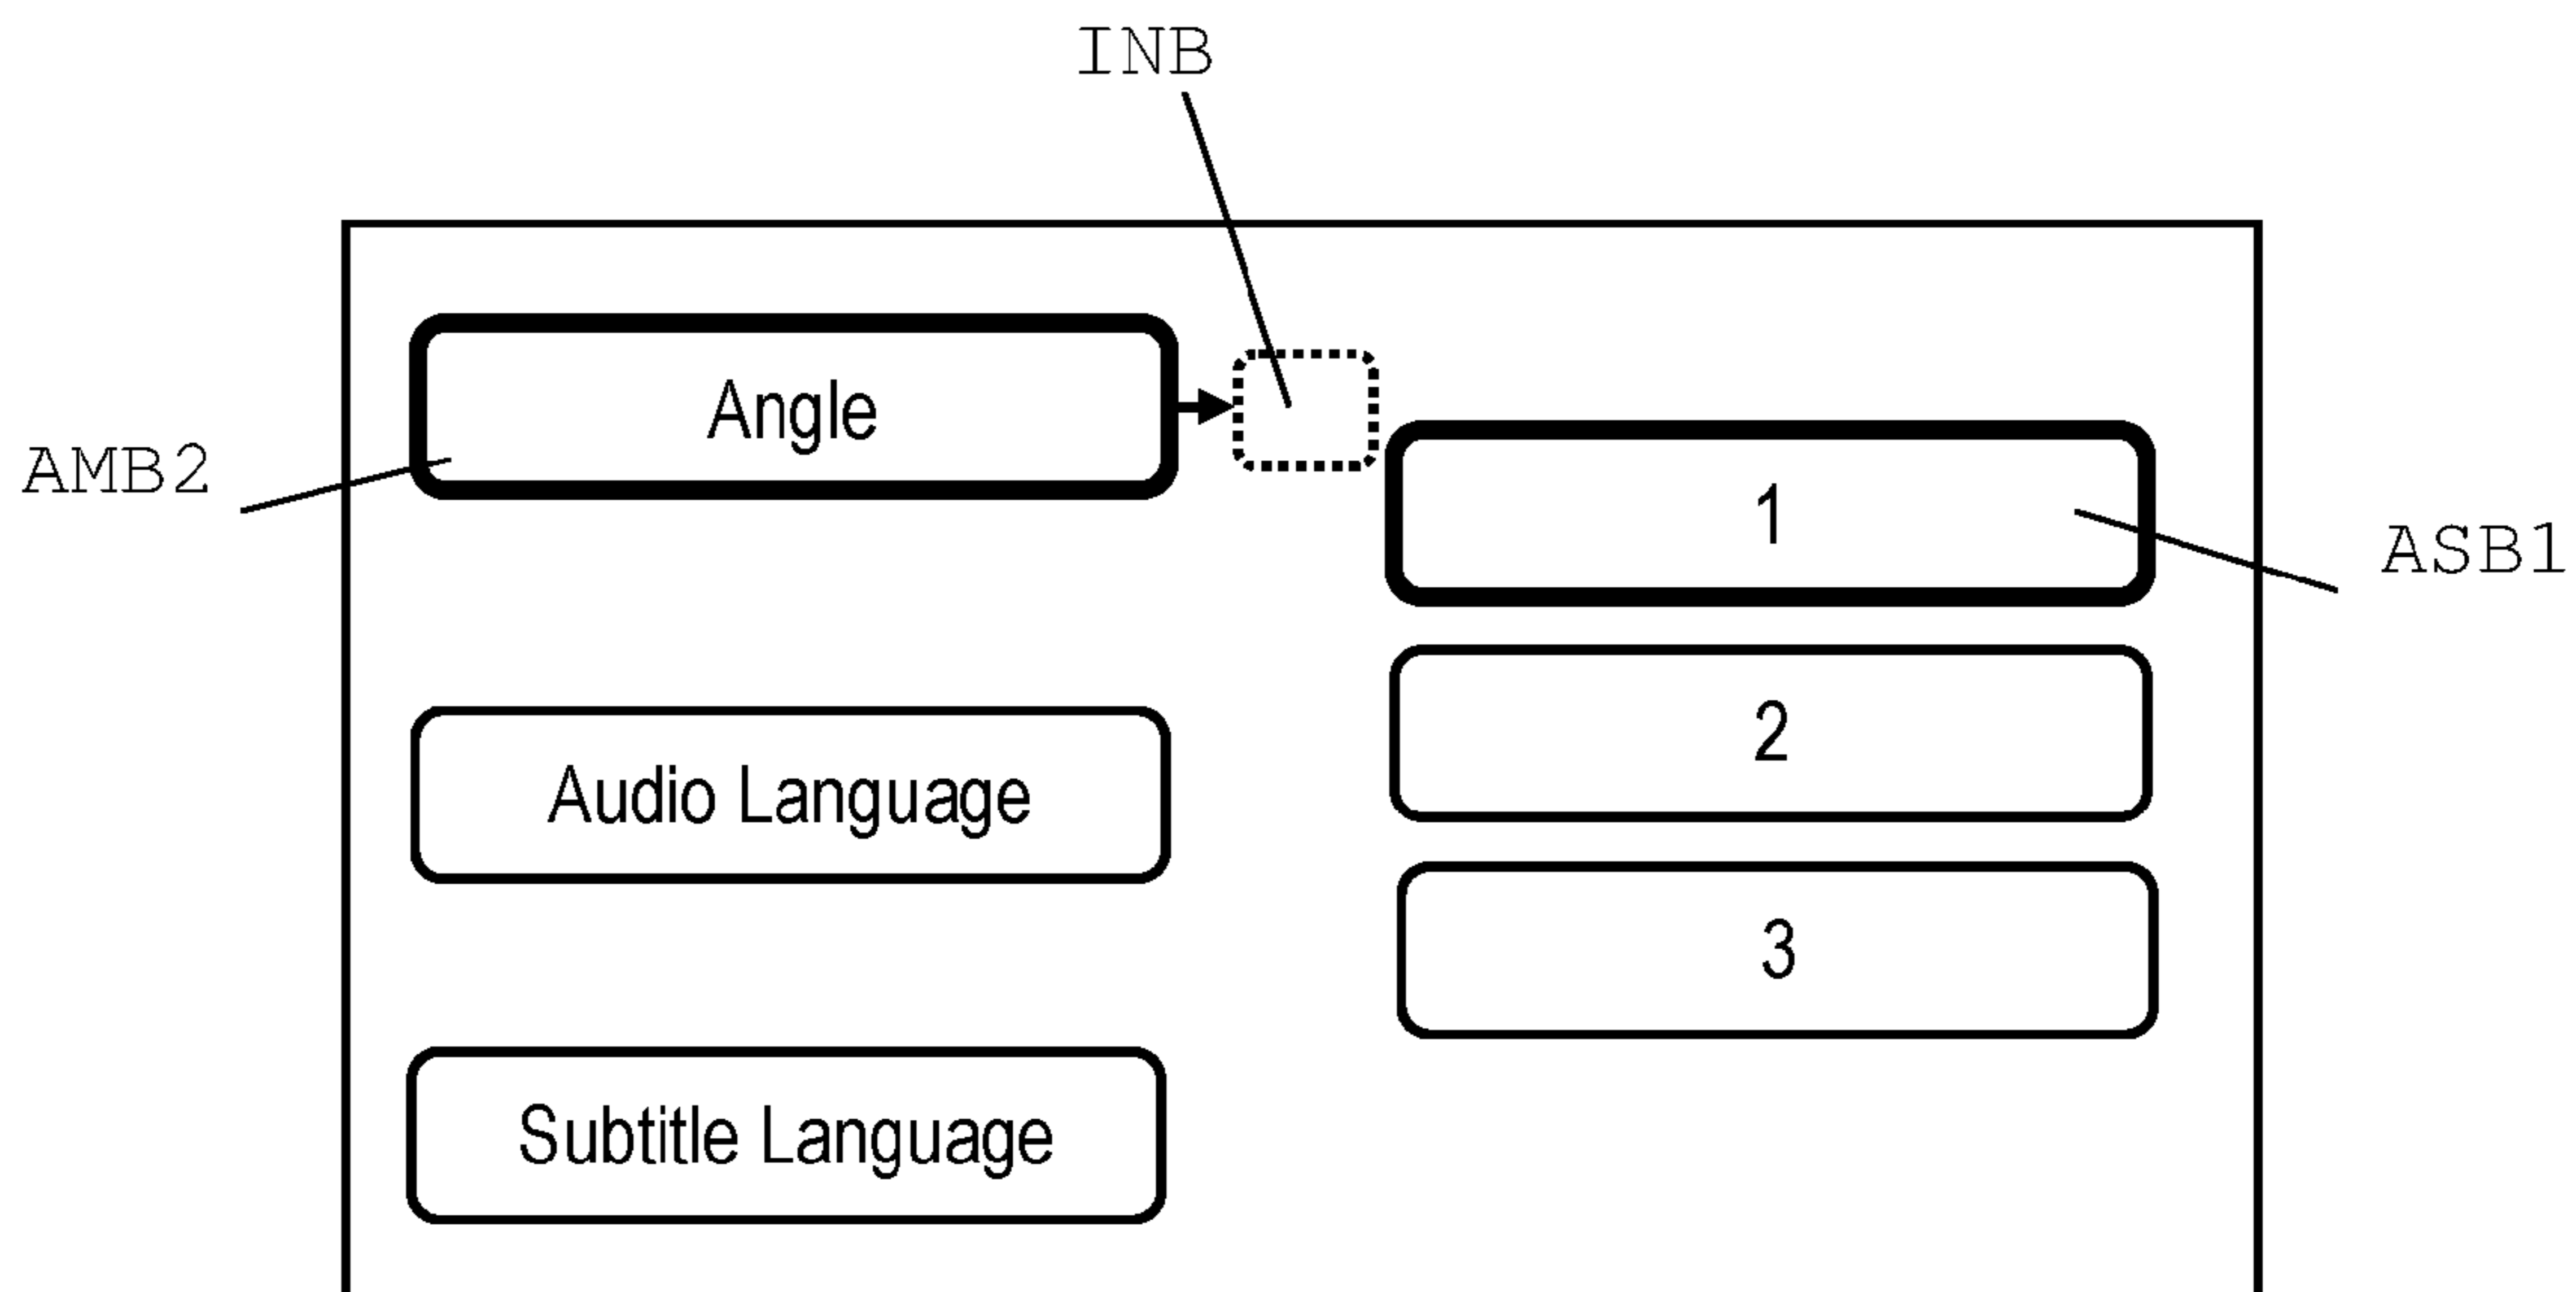 INB
Angle
AMB2
1
ASB1
2
Audio Language
3
Subtitle Language